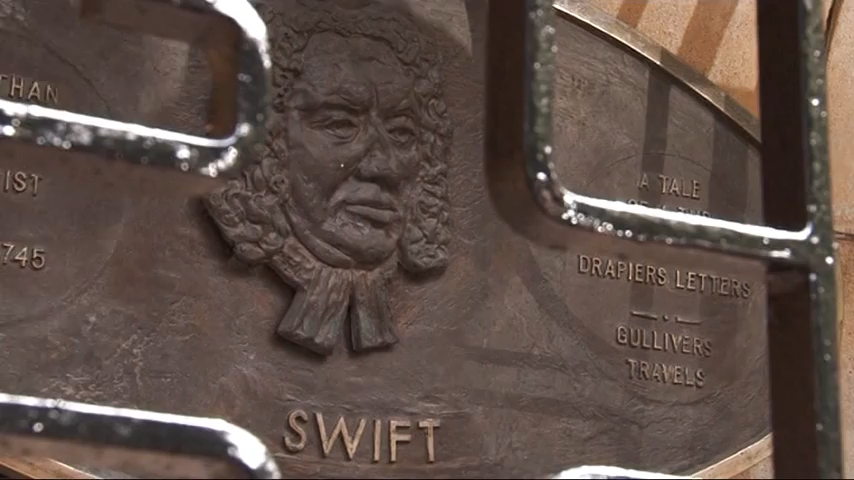 THAN
IST
745
SWIFT
A TALE
DRAPIERS LETTERS
GULLIVERS
TRAVELS